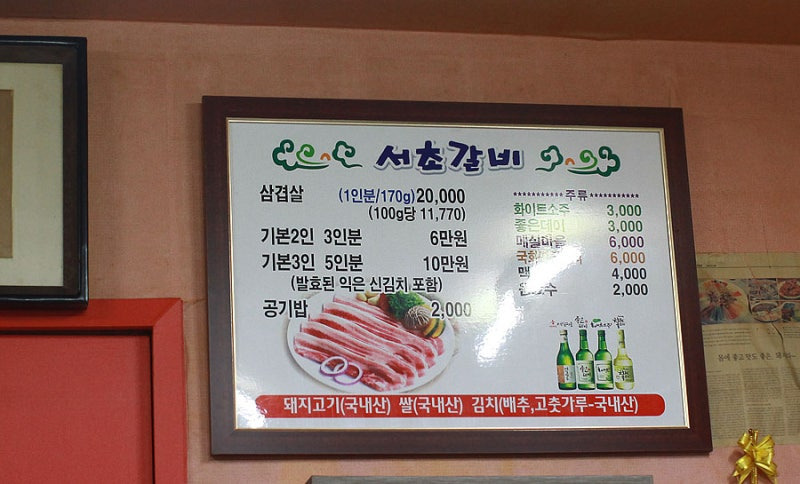 서초갈비
삼겹살 (1인분/170g) 20,000
(100g당 11,770)
기본2인 3인분 6만원
기본3인 5인분 10만원
(발효된 익은 신김치 포함)
공기밥 2,000
***********주류***********
화이트소주 3,000
좋은데이 3,000
매실마을 6,000
6,000
4,000
2,000
돼지고기(국내산) 쌀(국내산) 김치(배추,고춧가루-국내산)